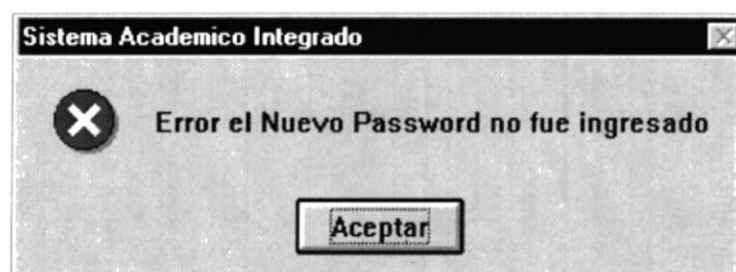 Sistema Academico Integrado
Error el Nuevo Password no fue ingresado
Aceptar